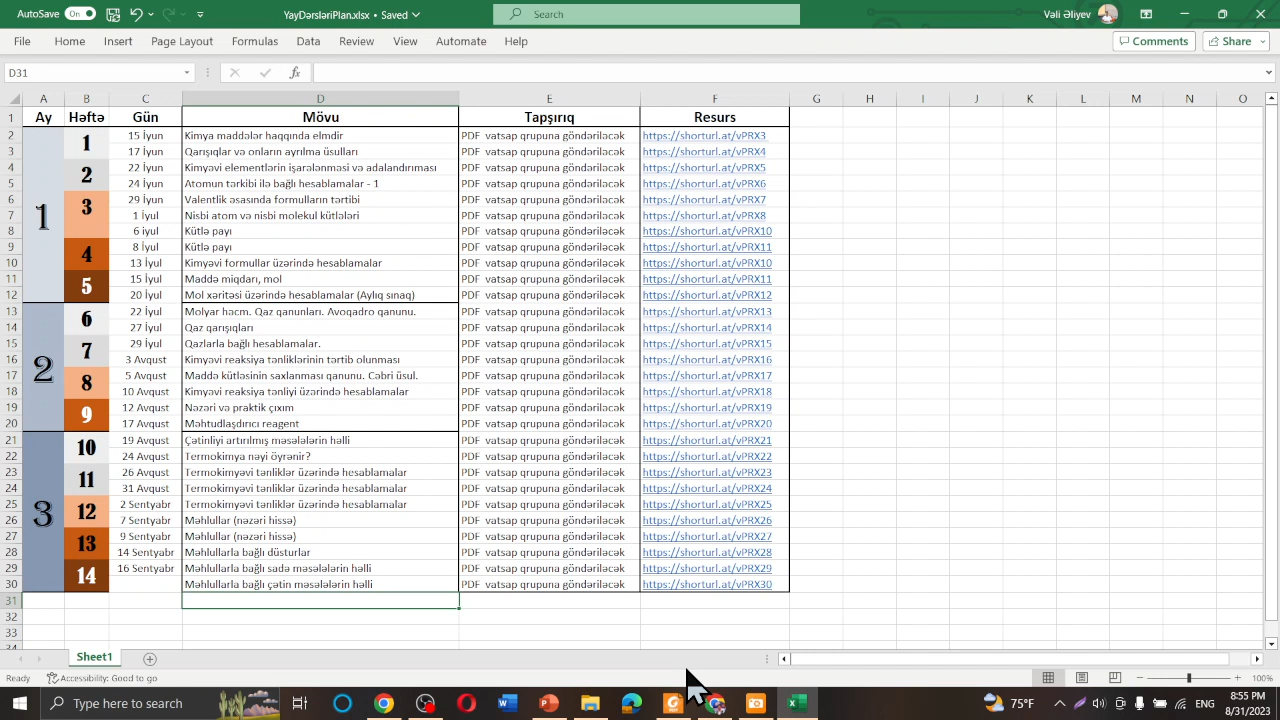 AutoSave On YayDərsləriPlan.xlsx • Saved Search Vəli Əliyev
File Home Insert Page Layout Formulas Data Review View Automate Help Comments Share
D31 fx
A B C D E F G H I J K L M N O
1 Ay Həftə Gün Mövu Tapşırıq Resurs
2 1 15 İyun Kimya maddələr haqqında elmdir PDF vatsap qrupuna göndəriləcək https://shorturl.at/vPRX3
3 17 İyun Qarışıqlar və onların ayrılma üsulları PDF vatsap qrupuna göndəriləcək https://shorturl.at/vPRX4
4 2 22 İyun Kimyəvi elementlərin işarələnməsi və adalandırıması PDF vatsap qrupuna göndəriləcək https://shorturl.at/vPRX5
5 24 İyun Atomun tərkibi ilə bağlı hesablamalar - 1 PDF vatsap qrupuna göndəriləcək https://shorturl.at/vPRX6
6 3 29 İyun Valentlik əsasında formulların tərtibi PDF vatsap qrupuna göndəriləcək https://shorturl.at/vPRX7
7 1 1 İyul Nisbi atom və nisbi molekul kütlələri PDF vatsap qrupuna göndəriləcək https://shorturl.at/vPRX8
8 6 iyul Kütlə payı PDF vatsap qrupuna göndəriləcək https://shorturl.at/vPRX10
9 4 8 İyul Kütlə payı PDF vatsap qrupuna göndəriləcək https://shorturl.at/vPRX11
10 13 İyul Kimyəvi formullar üzərində hesablamalar PDF vatsap qrupuna göndəriləcək https://shorturl.at/vPRX10
11 5 15 İyul Maddə miqdarı, mol PDF vatsap qrupuna göndəriləcək https://shorturl.at/vPRX11
12 20 İyul Mol xəritəsi üzərində hesablamalar (Aylıq sınaq) PDF vatsap qrupuna göndəriləcək https://shorturl.at/vPRX12
13 6 22 İyul Molyar həcm. Qaz qanunları. Avoqadro qanunu. PDF vatsap qrupuna göndəriləcək https://shorturl.at/vPRX13
14 27 İyul Qaz qarışıqları PDF vatsap qrupuna göndəriləcək https://shorturl.at/vPRX14
15 7 29 İyul Qazlarla bağlı hesablamalar. PDF vatsap qrupuna göndəriləcək https://shorturl.at/vPRX15
16 2 3 Avqust Kimyəvi reaksiya tənliklərinin tərtib olunması PDF vatsap qrupuna göndəriləcək https://shorturl.at/vPRX16
17 8 5 Avqust Maddə kütləsinin saxlanması qanunu. Cəbri üsul. PDF vatsap qrupuna göndəriləcək https://shorturl.at/vPRX17
18 10 Avqust Kimyəvi reaksiya tənliyi üzərində hesablamalar PDF vatsap qrupuna göndəriləcək https://shorturl.at/vPRX18
19 9 12 Avqust Nəzəri və praktik çıxım PDF vatsap qrupuna göndəriləcək https://shorturl.at/vPRX19
20 17 Avqust Məhtudlaşdırıcı reagent PDF vatsap qrupuna göndəriləcək https://shorturl.at/vPRX20
21 10 19 Avqust Çətinliyi artırılmış məsələlərin həlli PDF vatsap qrupuna göndəriləcək https://shorturl.at/vPRX21
22 24 Avqust Termokimya nəyi öyrənir? PDF vatsap qrupuna göndəriləcək https://shorturl.at/vPRX22
23 11 26 Avqust Termokimyəvi tənliklər üzərində hesablamalar PDF vatsap qrupuna göndəriləcək https://shorturl.at/vPRX23
24 31 Avqust Termokimyəvi tənliklər üzərində hesablamalar PDF vatsap qrupuna göndəriləcək https://shorturl.at/vPRX24
25 3 12 2 Sentyabr Termokimyəvi tənliklər üzərində hesablamalar PDF vatsap qrupuna göndəriləcək https://shorturl.at/vPRX25
26 7 Sentyabr Məhlullar (nəzəri hissə) PDF vatsap qrupuna göndəriləcək https://shorturl.at/vPRX26
27 13 9 Sentyabr Məhlullar (nəzəri hissə) PDF vatsap qrupuna göndəriləcək https://shorturl.at/vPRX27
28 14 Sentyabr Məhlullarla bağlı düsturlar PDF vatsap qrupuna göndəriləcək https://shorturl.at/vPRX28
29 14 16 Sentyabr Məhlullarla bağlı sadə məsələlərin həlli PDF vatsap qrupuna göndəriləcək https://shorturl.at/vPRX29
30 Məhlullarla bağlı çətin məsələlərin həlli PDF vatsap qrupuna göndəriləcək https://shorturl.at/vPRX30
31
32
33
34
Sheet1
Ready Accessibility: Good to go 100%
Type here to search 75°F 8:55 PM
8/31/2023